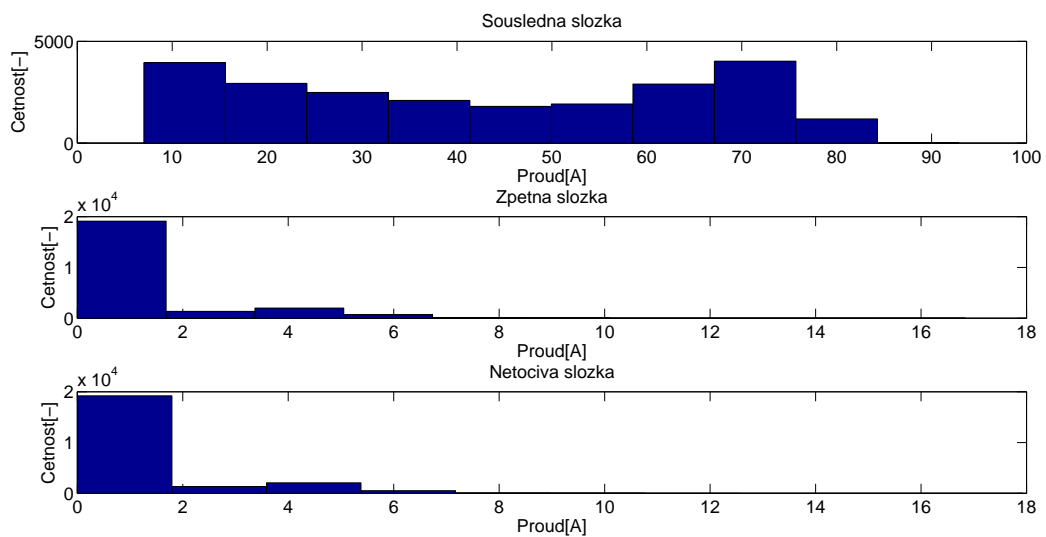 Sousledna slozka
5000
0
Cetnost[−]
0 10 20 30 40 50 60 70 80 90 100
Proud[A]
Zpetna slozka
x 10^4
2
1
0
Cetnost[−]
0 2 4 6 8 10 12 14 16 18
Proud[A]
Netociva slozka
x 10^4
2
1
0
Cetnost[−]
0 2 4 6 8 10 12 14 16 18
Proud[A]